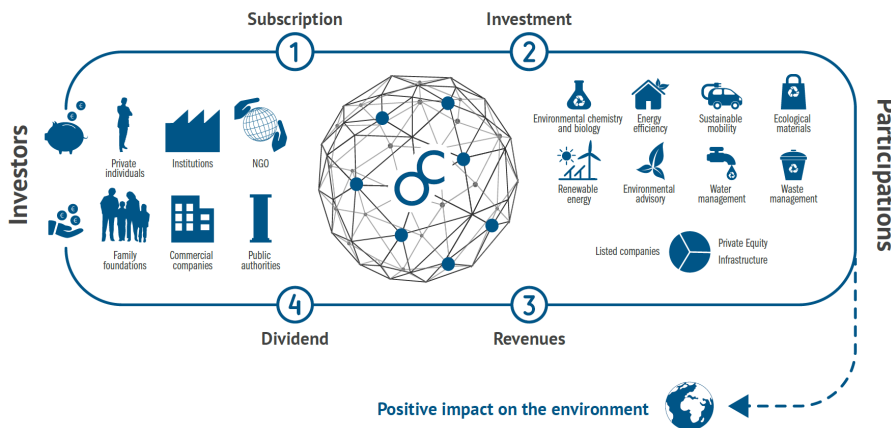 Subscription
1
Investment
2
Investors
Participations
€
€
€
Private
individuals
Institutions
NGO
Family
foundations
Commercial
companies
Public
authorities
OC
Environmental chemistry
and biology
Energy
efficiency
Sustainable
mobility
Ecological
materials
Renewable
energy
Environmental
advisory
Water
management
Waste
management
Listed companies
Private Equity
Infrastructure
4
Dividend
3
Revenues
Positive impact on the environment